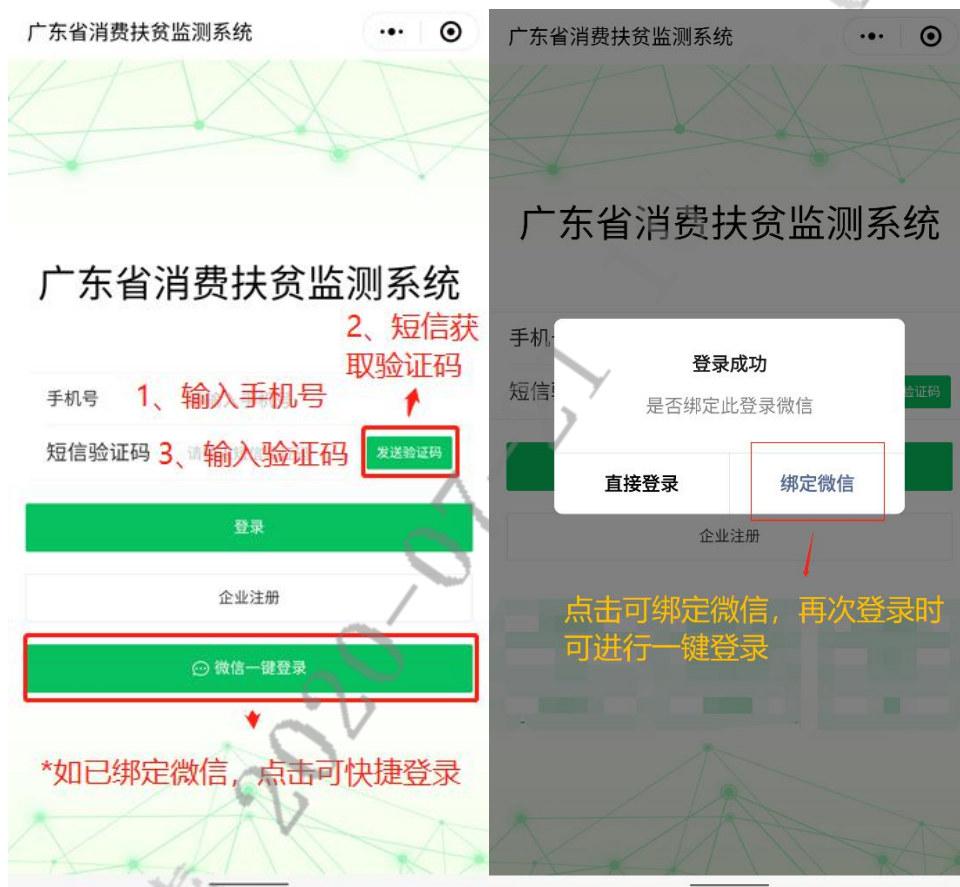 广东省消费扶贫监测系统
广东省消费扶贫监测系统
2、短信获
取验证码
手机号
1、输入手机号
短信验证码
3、输入验证码
发送验证码
登录
企业注册
微信一键登录
*如已绑定微信，点击可快捷登录
广东省消费扶贫监测系统
广东省消费扶贫监测系统
手机
登录成功
短信
是否绑定此登录微信
验证码
直接登录
绑定微信
企业注册
点击可绑定微信，再次登录时
可进行一键登录